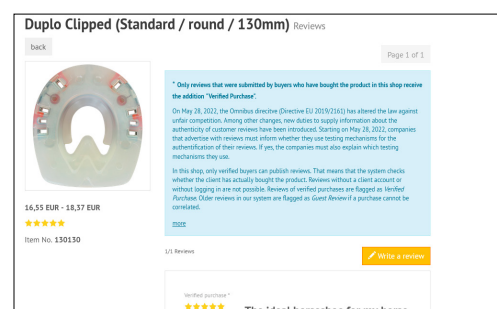 Duplo Clipped (Standard / round / 130mm) Reviews
back
Page 1 of 1
* Only reviews that were submitted by buyers who have bought the product in this shop receive
the addition "Verified Purchase".
On May 28, 2022, the Omnibus directive (Directive EU 2019/2161) has altered the law against
unfair competition. Among other changes, new duties to supply information about the
authenticity of customer reviews have been introduced. Starting on May 28, 2022, companies
that advertise with reviews must inform whether they use testing mechanisms for the
authentification of their reviews. If yes, the companies must also explain which testing
mechanisms they use.
In this shop, only verified buyers can publish reviews. That means that the system checks
whether the client has actually bought the product. Reviews without a client account or
without logging in are not possible. Reviews of verified purchases are flagged as Verified
Purchase. Older reviews in our system are flagged as Guest Review if a purchase cannot be
correlated.
more
16,55 EUR - 18,37 EUR
Item No. 130130
1/1 Reviews
Write a review
Verified purchase *
The ideal horseshoe for my horse